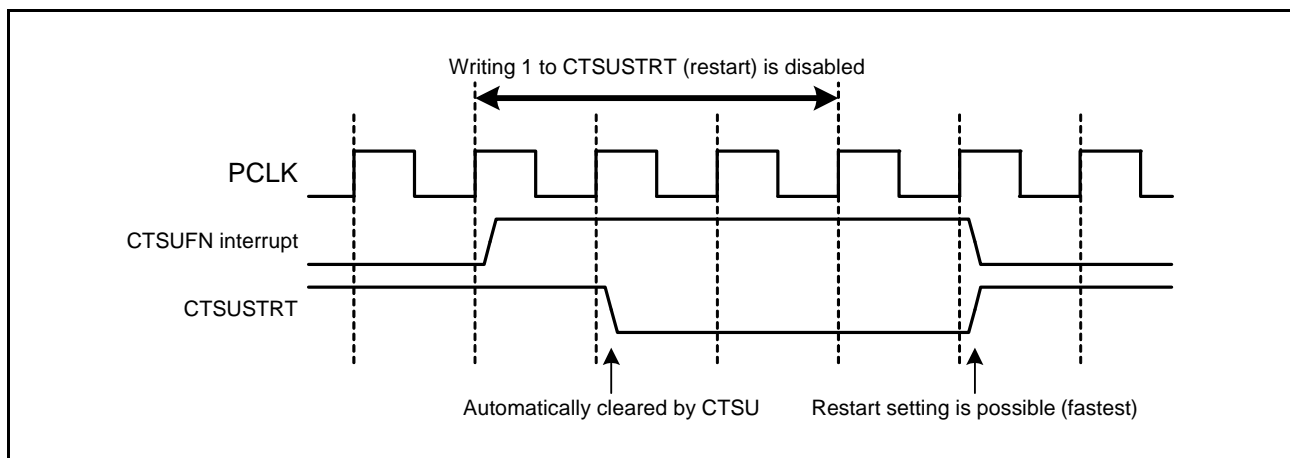 Writing 1 to CTSUSTRT (restart) is disabled
PCLK
CTSUFN interrupt
CTSUSTRT
Automatically cleared by CTSU
Restart setting is possible (fastest)